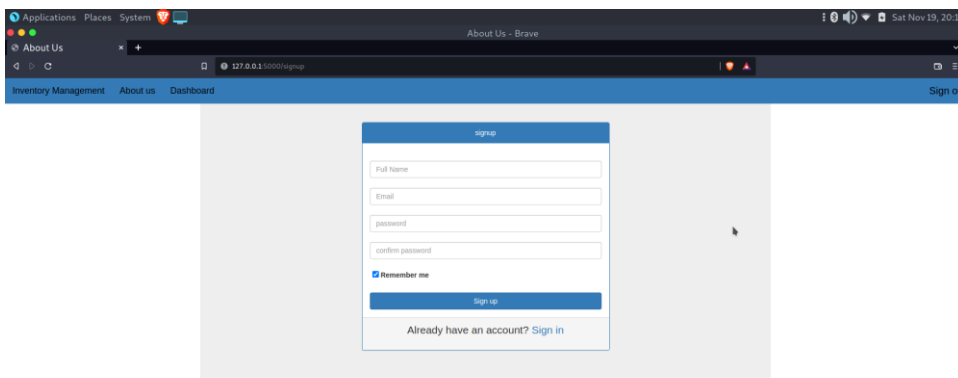 Applications Places System
Sat Nov 19, 20:1
About Us - Brave
About Us × +
127.0.0.1:5000/signup
Inventory Management About us Dashboard Sign o
signup
Full Name
Email
password
confirm password
Remember me
Sign up
Already have an account? Sign in